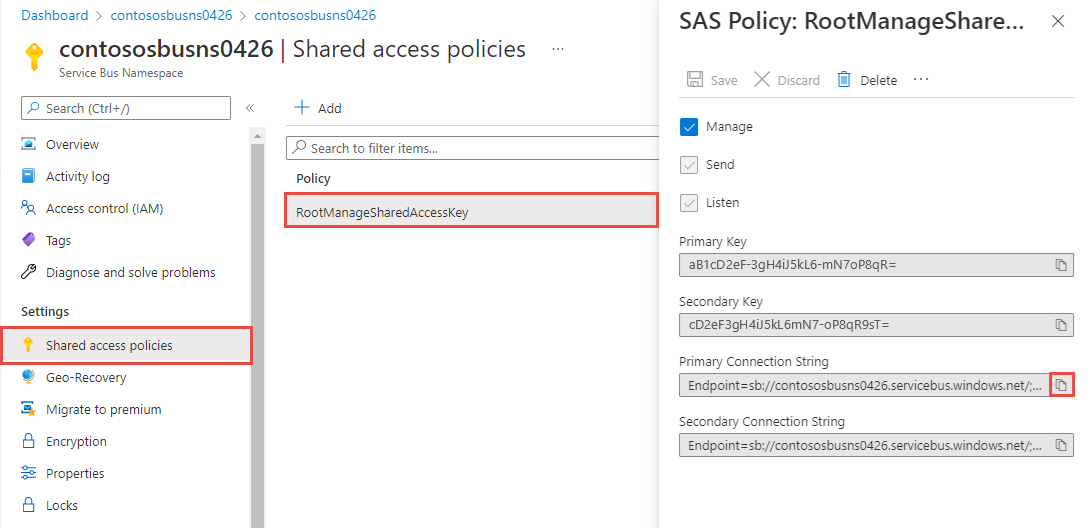 Dashboard > contososbusns0426 > contososbusns0426
contososbusns0426 | Shared access policies ...
Service Bus Namespace
Search (Ctrl+/) «
Overview
Activity log
Access control (IAM)
Tags
Diagnose and solve problems
Settings
Shared access policies
Geo-Recovery
Migrate to premium
Encryption
Properties
Locks
+ Add
Search to filter items...
Policy
RootManageSharedAccessKey
SAS Policy: RootManageShare...
Save Discard Delete ...
Manage
Send
Listen
Primary Key
aB1cD2eF-3gH4iJ5kL6-mN7oP8qR=
Secondary Key
cD2eF3gH4iJ5kL6mN7-oP8qR9sT=
Primary Connection String
Endpoint=sb://contososbusns0426.servicebus.windows.net/;...
Secondary Connection String
Endpoint=sb://contososbusns0426.servicebus.windows.net/;...